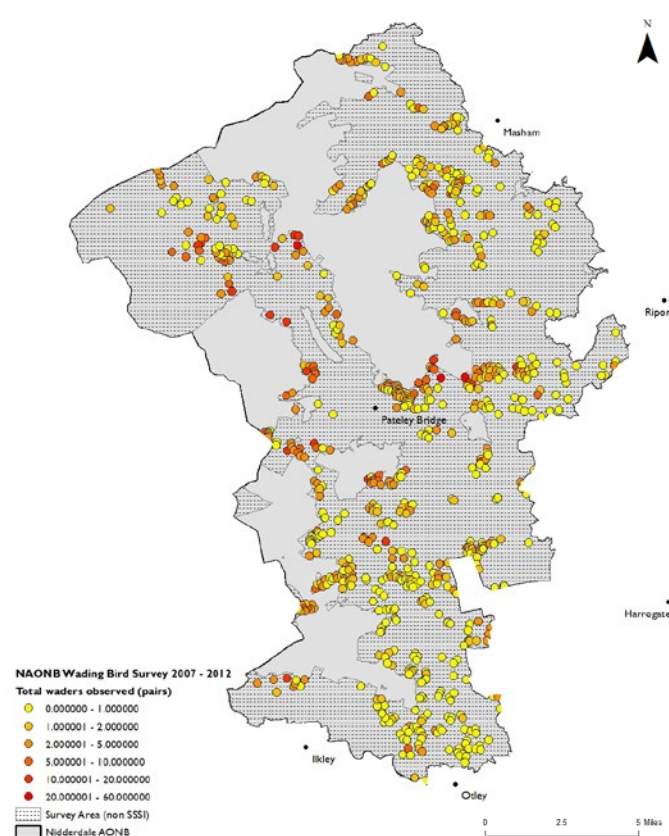 N
Masham
Ripon
Pateley Bridge
Harrogate
NAONB Wading Bird Survey 2007 - 2012
Total waders observed (pairs)
0.000000 - 1.000000
1.000001 - 2.000000
2.000001 - 5.000000
5.000001 - 10.000000
10.000001 - 20.000000
20.000001 - 60.000000
Survey Area (non SSSI)
Nidderdale AONB
Ilkley
Otley
0 2.5 5 Miles